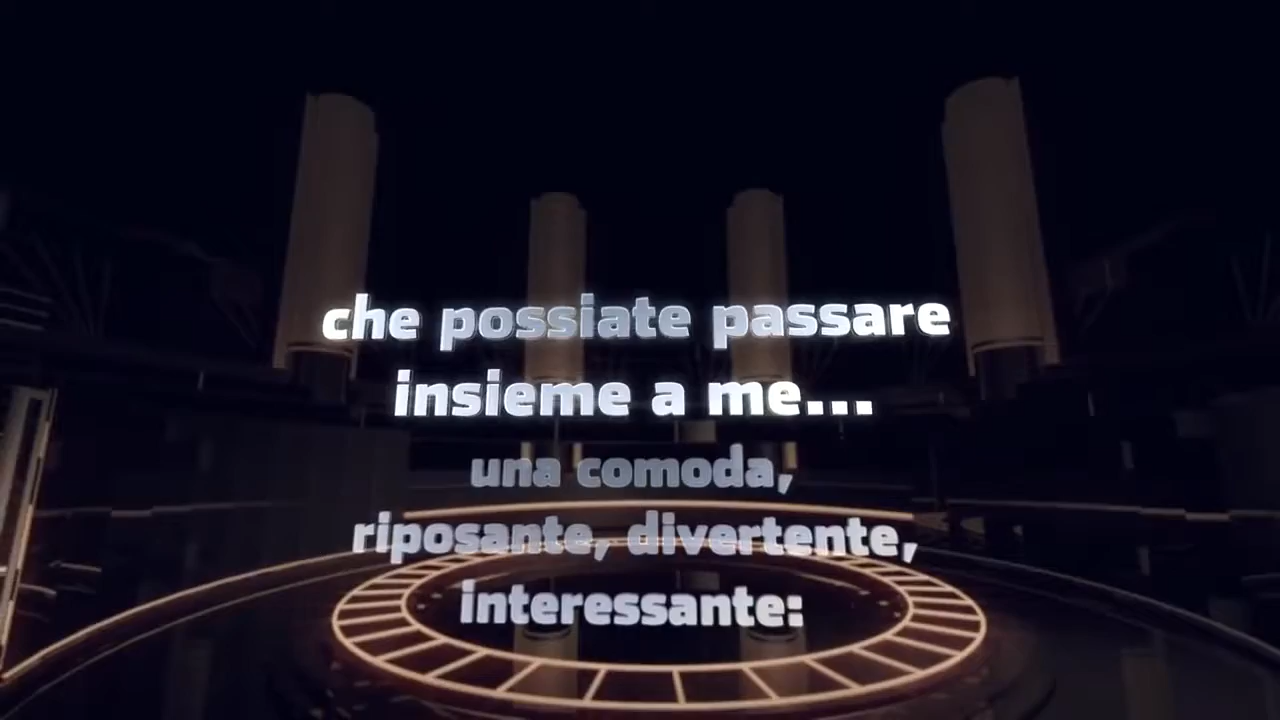 che possiate passare
insieme a me...
una comoda,
riposante, divertente,
interessante: